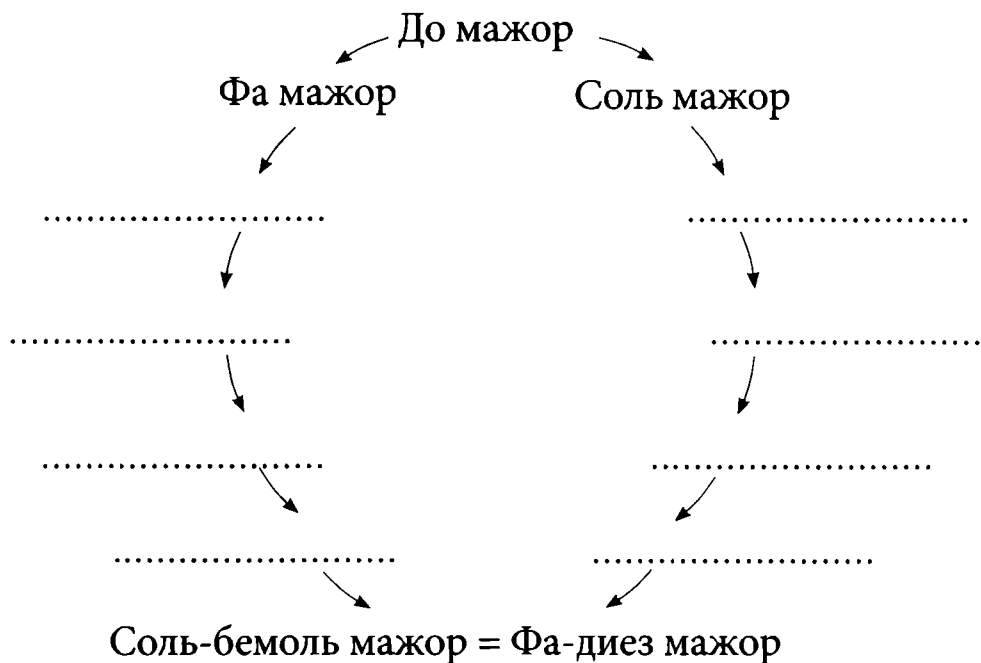 До мажор
Фа мажор Соль мажор
Соль-бемоль мажор = Фа-диез мажор